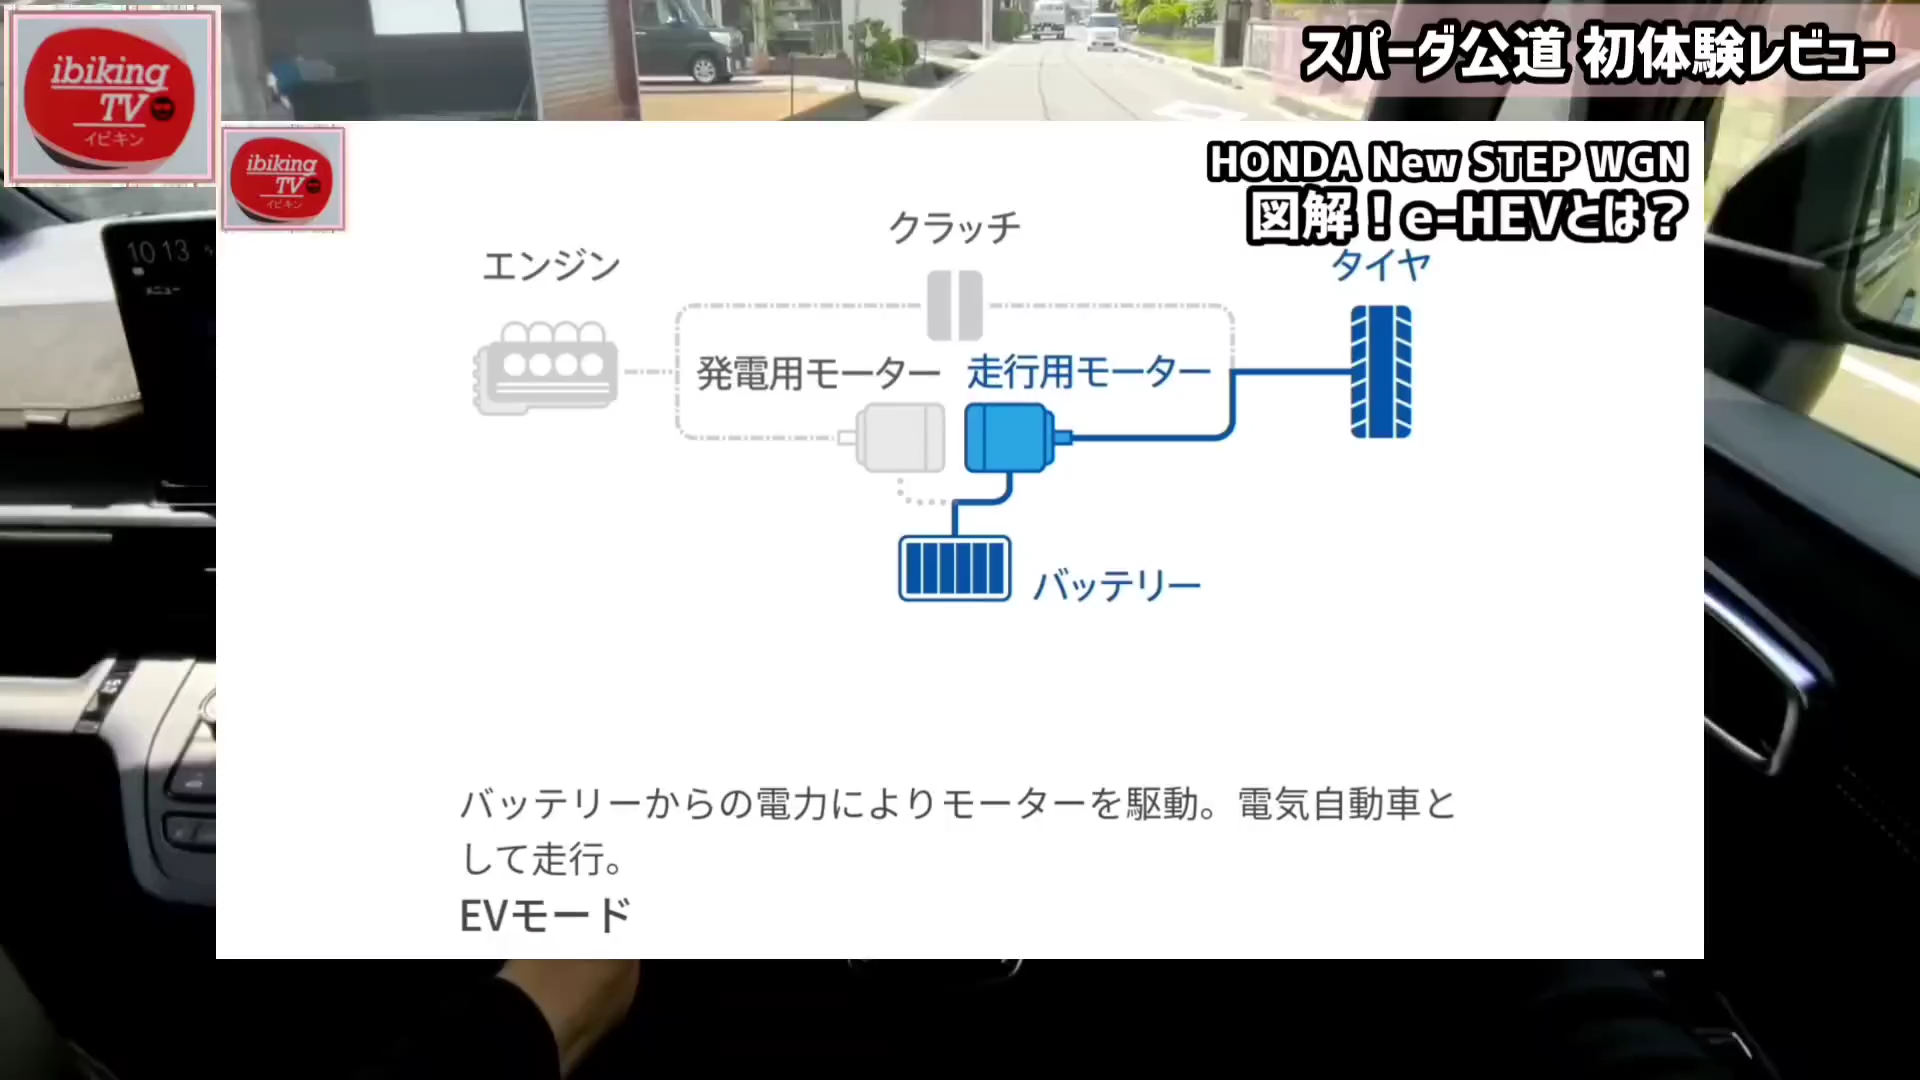 ibiking
TV
イビキン
スパーダ公道 初体験レビュー
ibiking
TV
イビキン
HONDA New STEP WGN
図解！e-HEVとは？
10 13
メニュー
エンジン
クラッチ
タイヤ
発電用モーター
走行用モーター
バッテリー
バッテリーからの電力によりモーターを駆動。電気自動車と
して走行。
EVモード